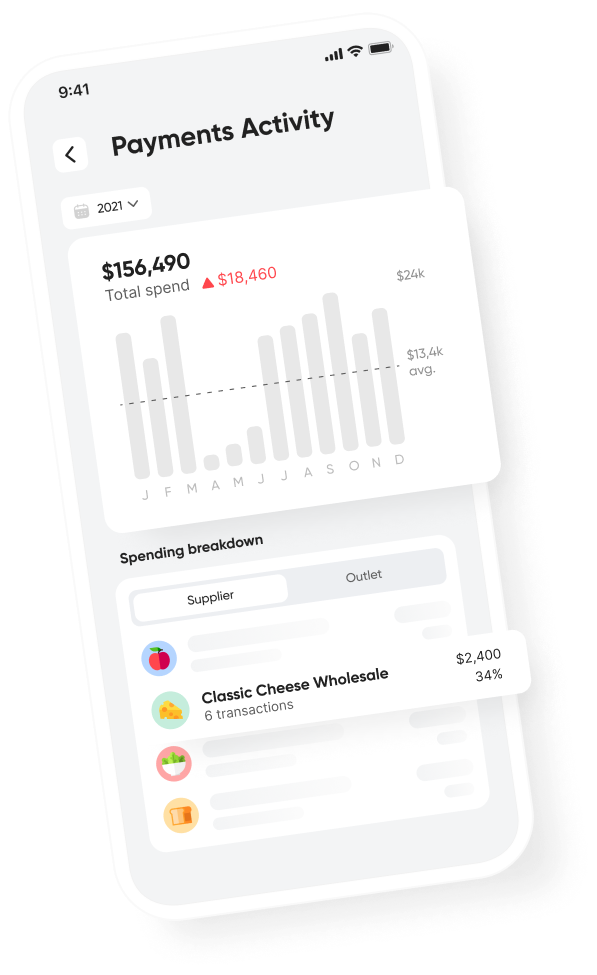 9:41
Payments Activity
2021
$156,490
Total spend $18,460
$24k
$13,4k
avg.
J F M A M J J A S O N D
Spending breakdown
Supplier Outlet
Classic Cheese Wholesale $2,400
6 transactions 34%